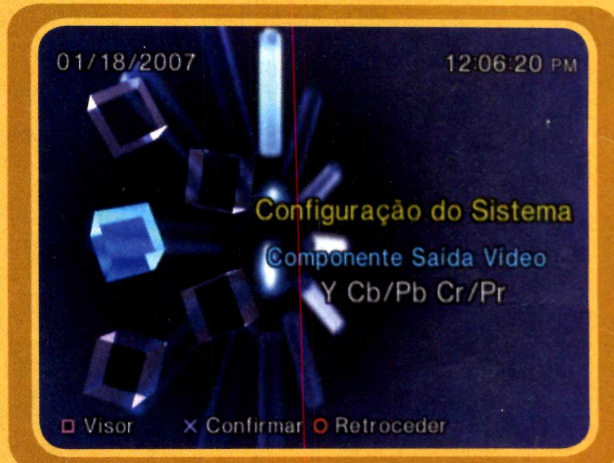 01/18/2007
12:06:20 PM
Configuração do Sistema
Componente Saída Vídeo
Y Cb/Pb Cr/Pr
Visor
Confirmar
Retroceder